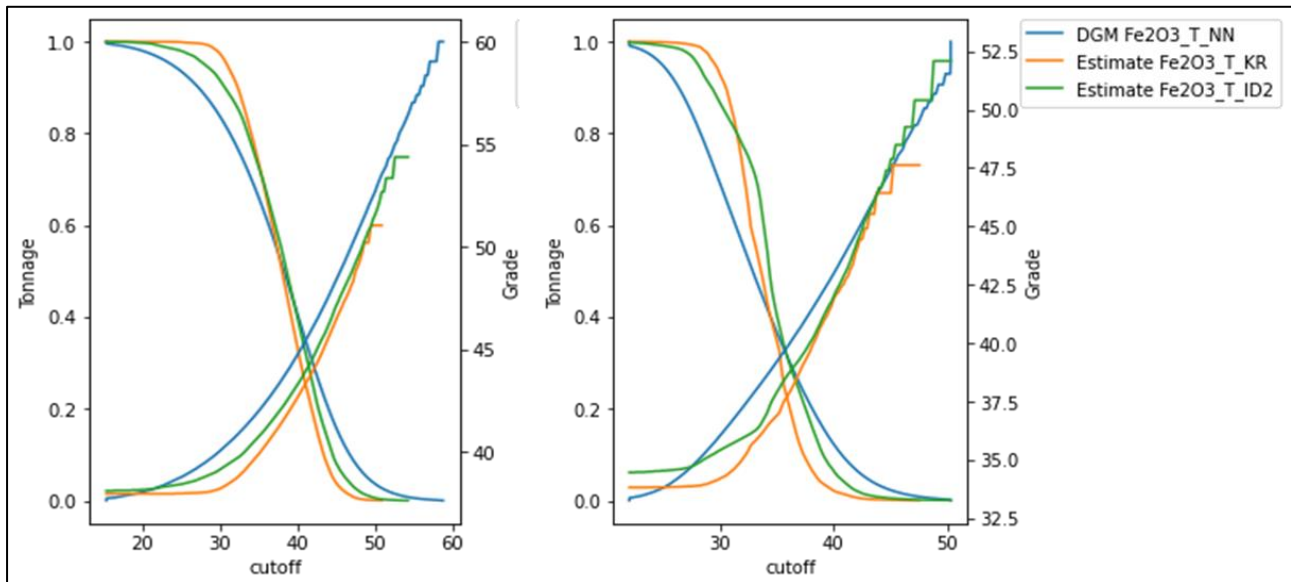 1.0
0.8
0.6
0.4
0.2
0.0
Tonnage
20 30 40 50 60
cutoff
60
55
50
45
40
Grade
1.0
0.8
0.6
0.4
0.2
0.0
Tonnage
30 40 50
cutoff
52.5
50.0
47.5
45.0
42.5
40.0
37.5
35.0
32.5
Grade
DGM Fe2O3_T_NN
Estimate Fe2O3_T_KR
Estimate Fe2O3_T_ID2